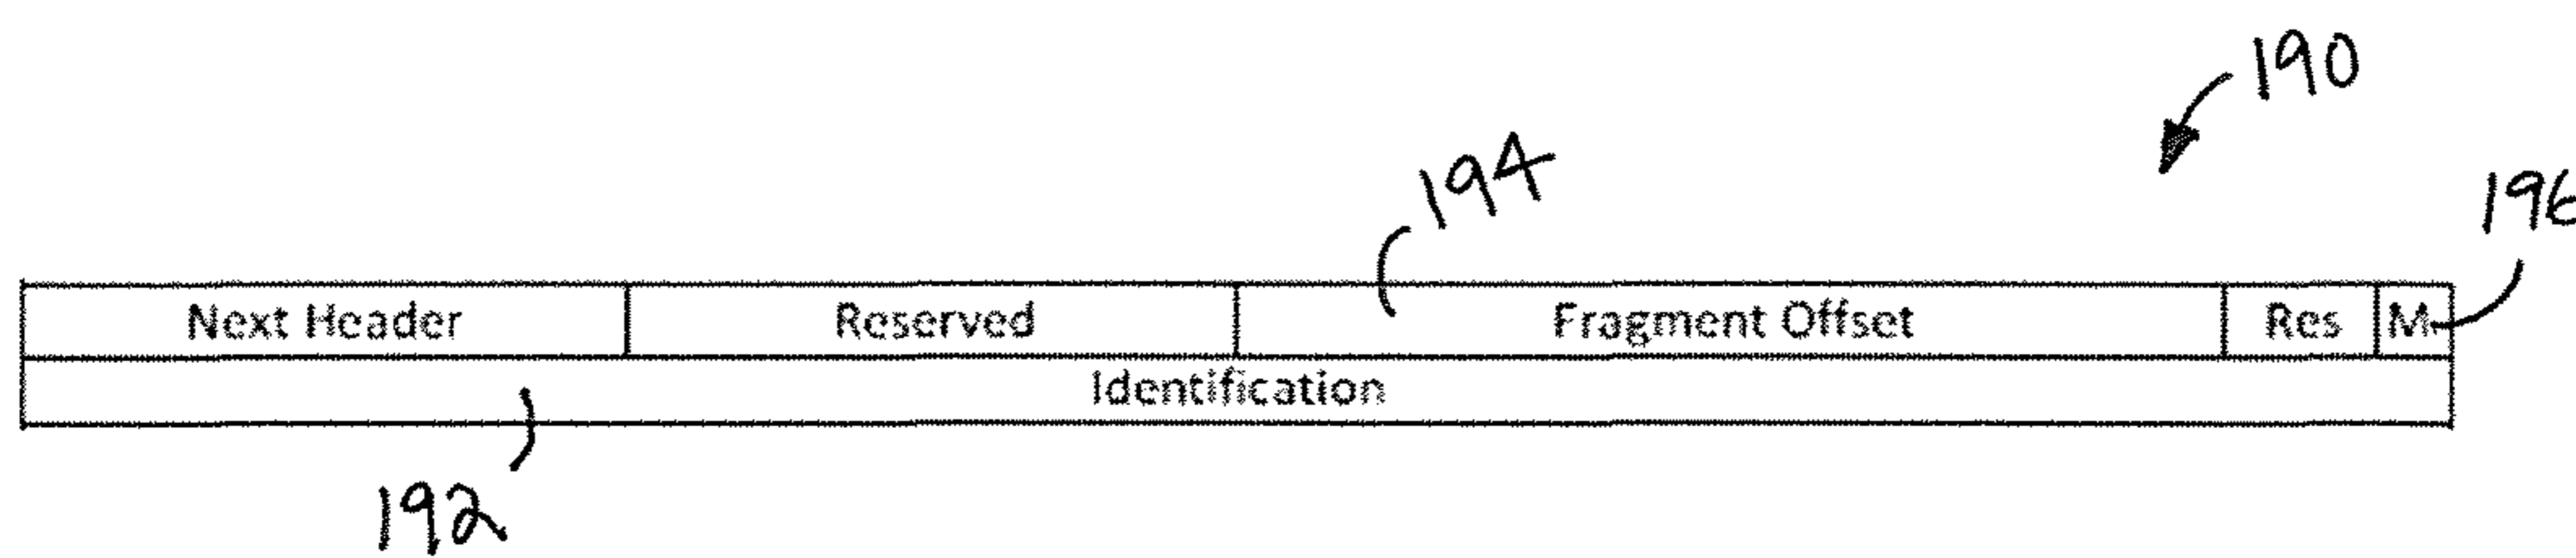 190
194
196
Next Header Reserved Fragment Offset Res M
Identification
192